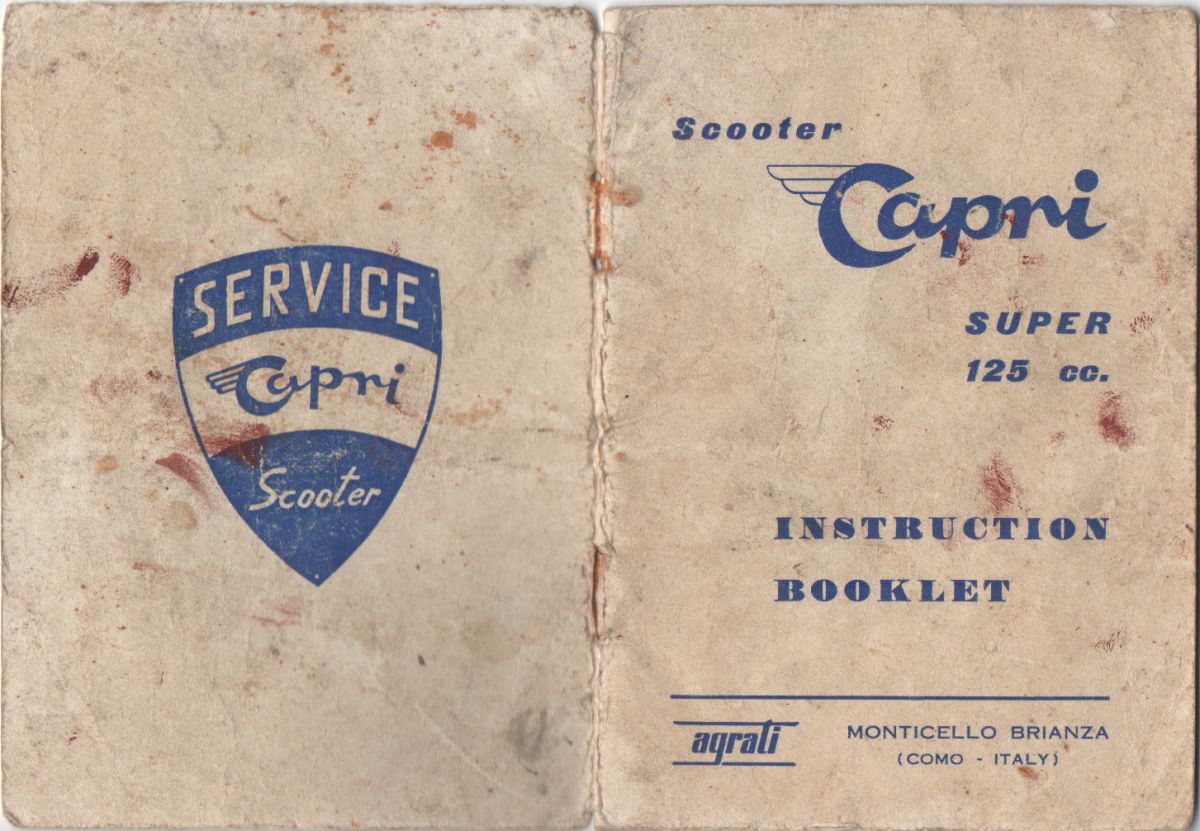 SERVICE
Capri
Scooter
Scooter
Capri
SUPER
125 cc.
INSTRUCTION
BOOKLET
agrati
MONTICELLO BRIANZA
(COMO - ITALY)